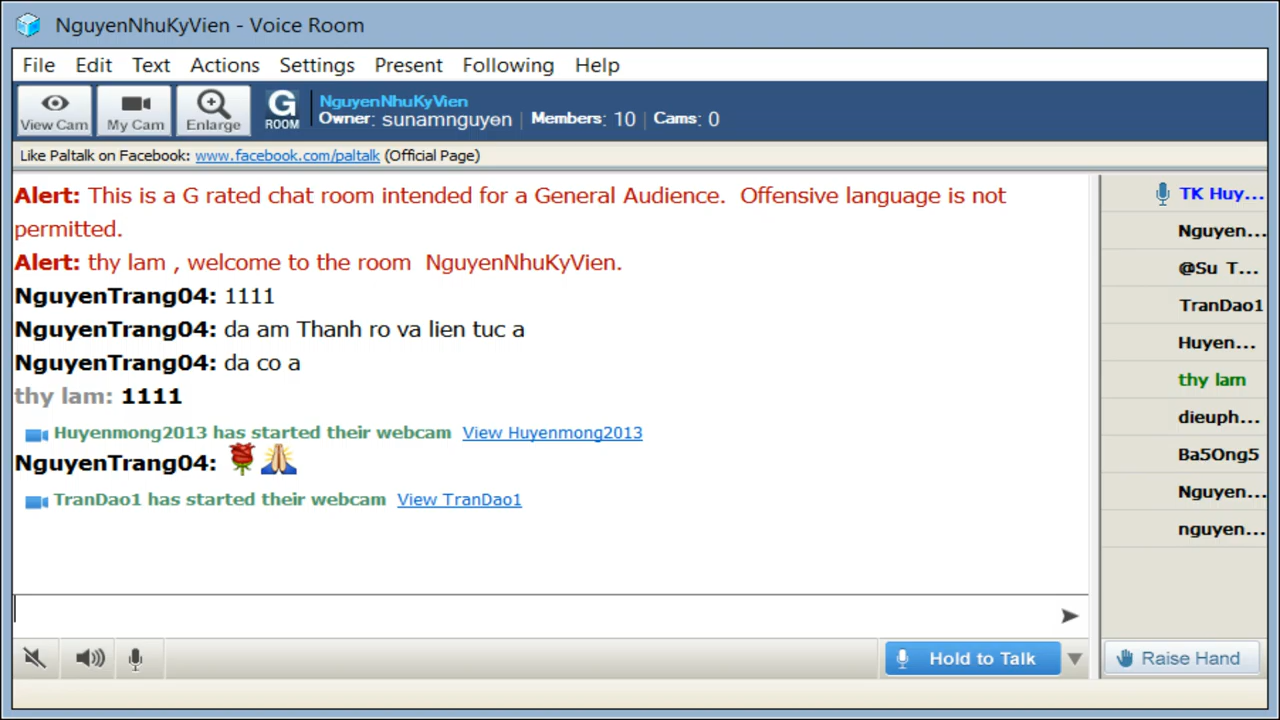 NguyenNhuKyVien - Voice Room
File Edit Text Actions Settings Present Following Help
View Cam My Cam Enlarge G ROOM
NguyenNhuKyVien
Owner: sunamnguyen | Members: 10 | Cams: 0
Like Paltalk on Facebook: www.facebook.com/paltalk (Official Page)
Alert: This is a G rated chat room intended for a General Audience. Offensive language is not
permitted.
Alert: thy lam , welcome to the room NguyenNhuKyVien.
NguyenTrang04: 1111
NguyenTrang04: da am Thanh ro va lien tuc a
NguyenTrang04: da co a
thy lam: 1111
Huyenmong2013 has started their webcam View Huyenmong2013
NguyenTrang04:
TranDao1 has started their webcam View TranDao1
TK Huy...
Nguyen...
@Su T...
TranDao1
Huyen...
thy lam
dieuph...
Ba5Ong5
Nguyen...
nguyen...
Hold to Talk
Raise Hand